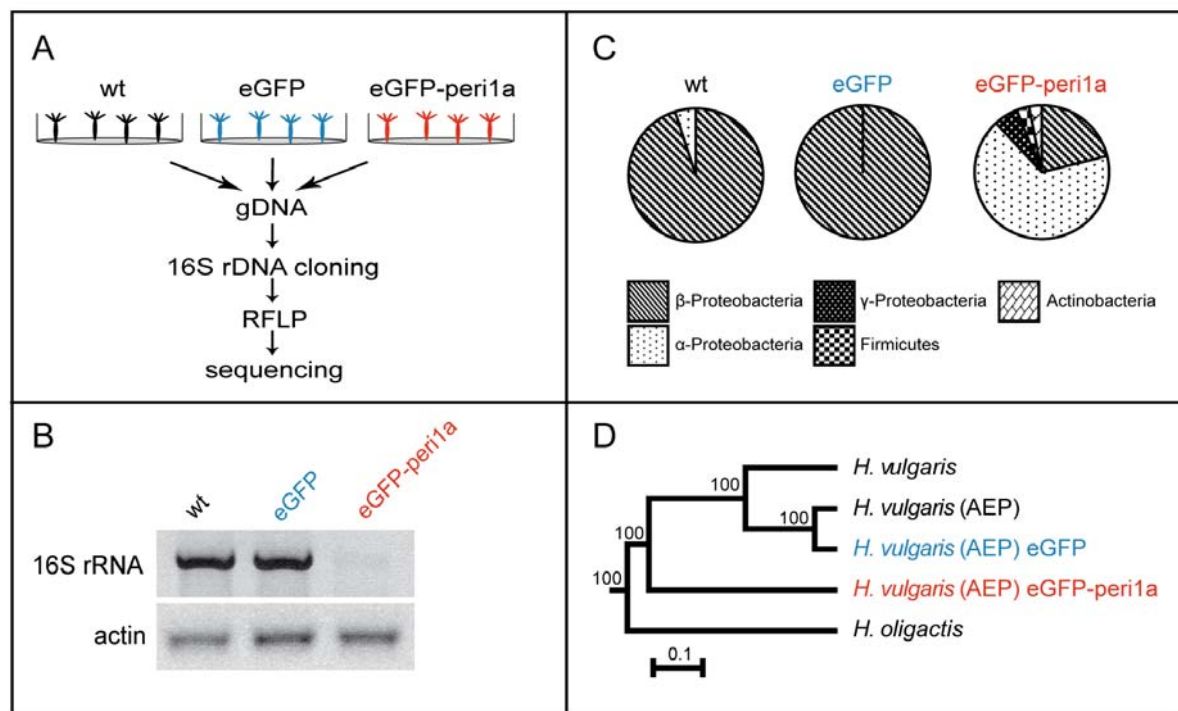 A
wt eGFP eGFP-peri1a
gDNA
16S rDNA cloning
RFLP
sequencing
B
wt eGFP eGFP-peri1a
16S rRNA
actin
C
wt eGFP eGFP-peri1a
β-Proteobacteria γ-Proteobacteria Actinobacteria
α-Proteobacteria Firmicutes
D
100
100
100
100
H. vulgaris
H. vulgaris (AEP)
H. vulgaris (AEP) eGFP
H. vulgaris (AEP) eGFP-peri1a
H. oligactis
0.1